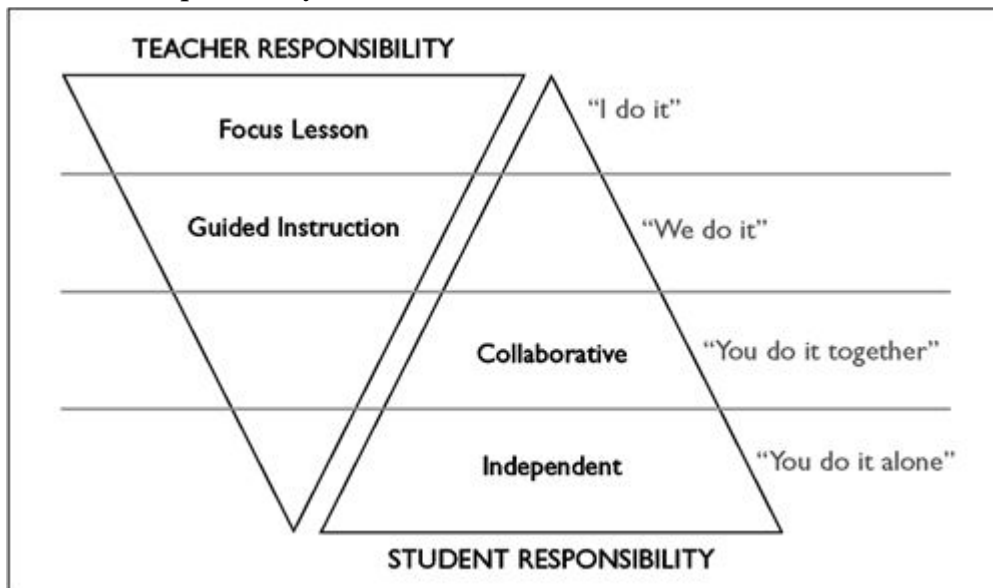 TEACHER RESPONSIBILITY
Focus Lesson
“I do it”
Guided Instruction
“We do it”
Collaborative
“You do it together”
Independent
“You do it alone”
STUDENT RESPONSIBILITY